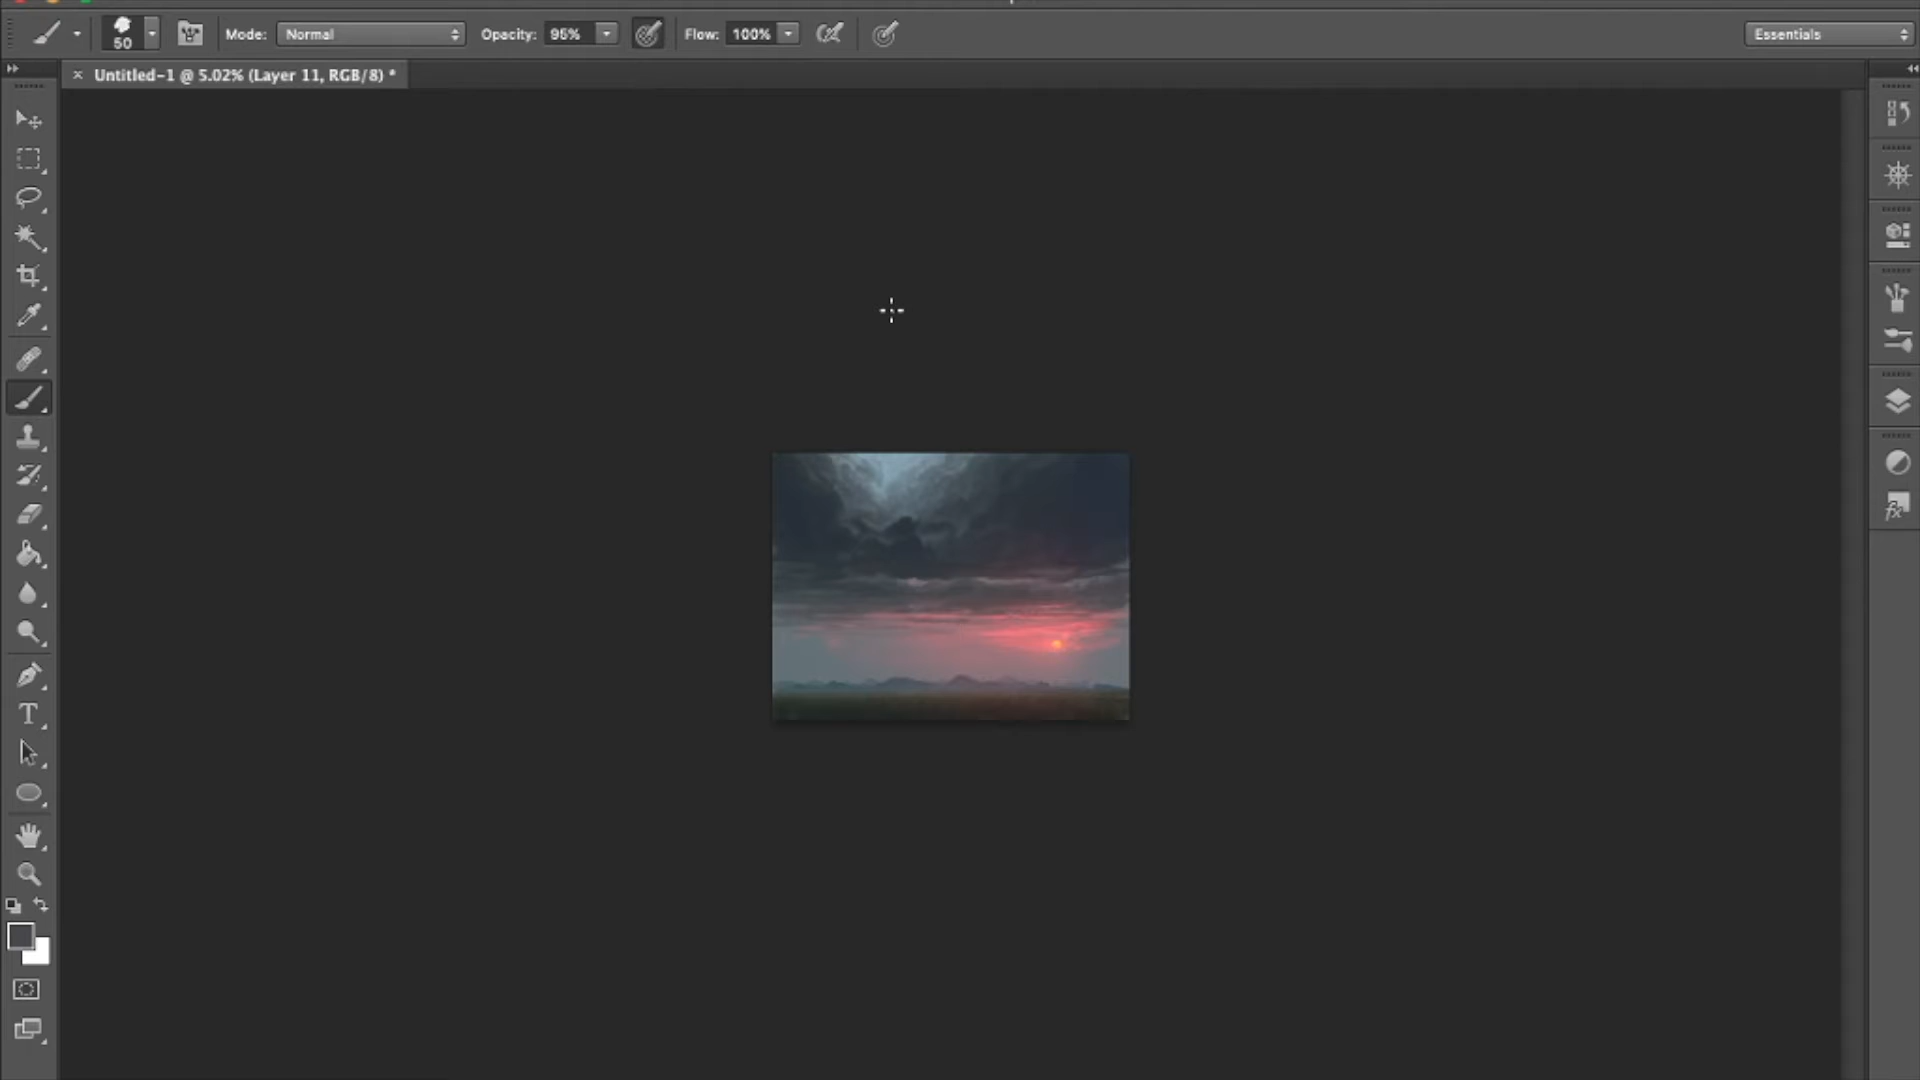 50 Mode: Normal Opacity: 95% Flow: 100% Essentials
Untitled-1 @ 5.02% (Layer 11, RGB/8) *